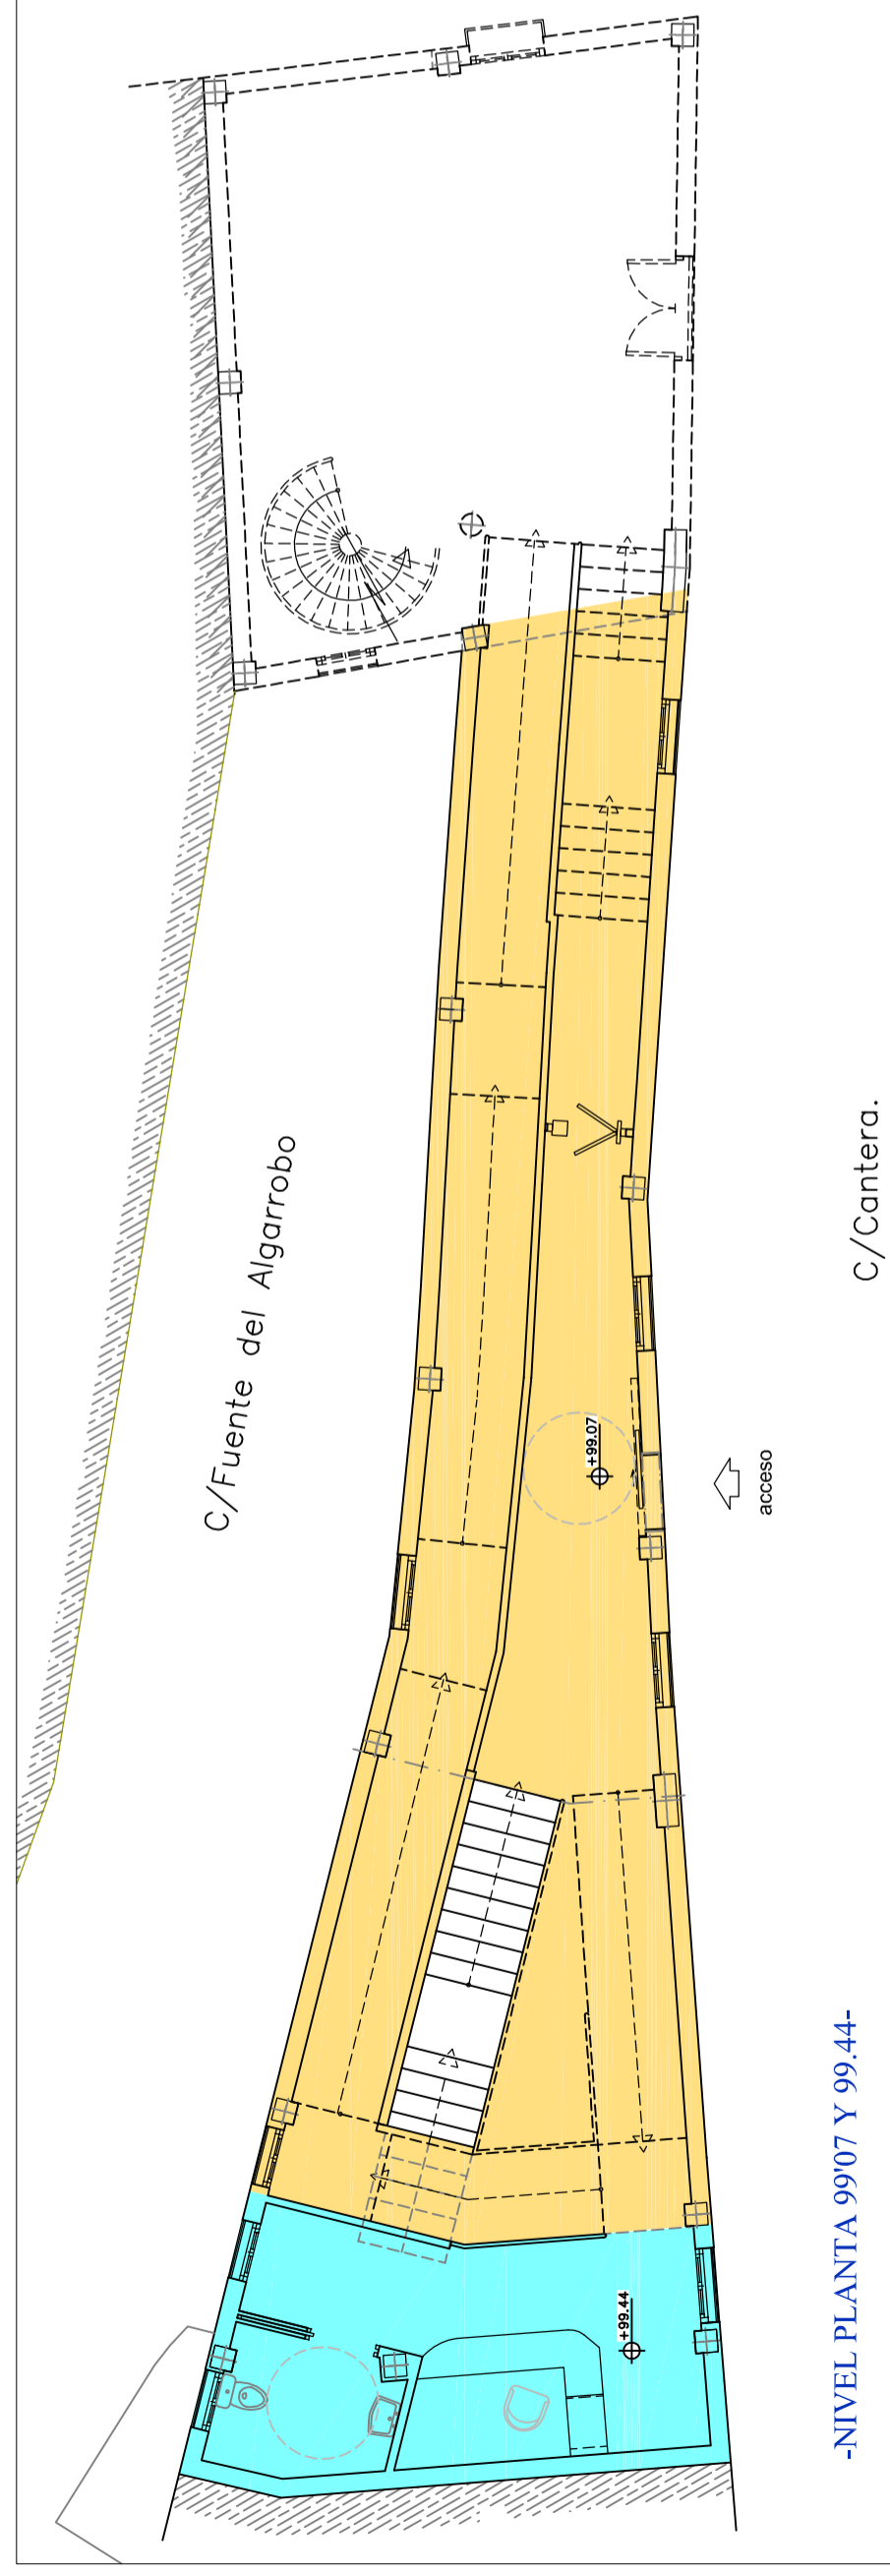 C/Fuente del Algarrobo
C/Cantera.
+99.07
acceso
+99.44
-NIVEL PLANTA 99'07 Y 99.44-